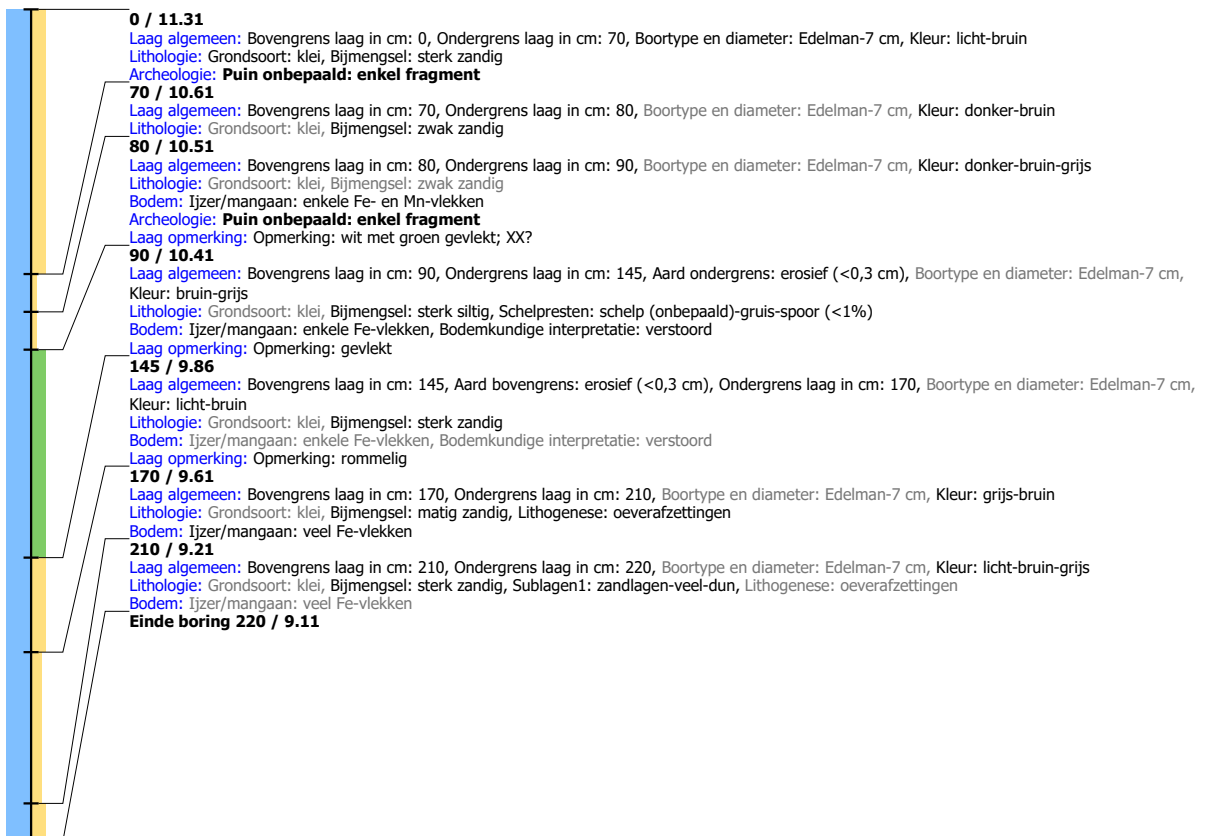 0 / 11.31
Laag algemeen: Bovengrens laag in cm: 0, Ondergrens laag in cm: 70, Boortype en diameter: Edelman-7 cm, Kleur: licht-bruin
Lithologie: Grondsoort: klei, Bijmengsel: sterk zandig
Archeologie: Puin onbepaald: enkel fragment
70 / 10.61
Laag algemeen: Bovengrens laag in cm: 70, Ondergrens laag in cm: 80, Boortype en diameter: Edelman-7 cm, Kleur: donker-bruin
Lithologie: Grondsoort: klei, Bijmengsel: zwak zandig
80 / 10.51
Laag algemeen: Bovengrens laag in cm: 80, Ondergrens laag in cm: 90, Boortype en diameter: Edelman-7 cm, Kleur: donker-bruin-grijs
Lithologie: Grondsoort: klei, Bijmengsel: zwak zandig
Bodem: Ijzer/mangaan: enkele Fe- en Mn-vlekken
Archeologie: Puin onbepaald: enkel fragment
Laag opmerking: Opmerking: wit met groen gevlekt; XX?
90 / 10.41
Laag algemeen: Bovengrens laag in cm: 90, Ondergrens laag in cm: 145, Aard ondergrens: erosief (<0,3 cm), Boortype en diameter: Edelman-7 cm,
Kleur: bruin-grijs
Lithologie: Grondsoort: klei, Bijmengsel: sterk siltig, Schelpresten: schelp (onbepaald)-gruis-spoor (<1%)
Bodem: Ijzer/mangaan: enkele Fe-vlekken, Bodemkundige interpretatie: verstoord
Laag opmerking: Opmerking: gevlekt
145 / 9.86
Laag algemeen: Bovengrens laag in cm: 145, Aard bovengrens: erosief (<0,3 cm), Ondergrens laag in cm: 170, Boortype en diameter: Edelman-7 cm,
Kleur: licht-bruin
Lithologie: Grondsoort: klei, Bijmengsel: sterk zandig
Bodem: Ijzer/mangaan: enkele Fe-vlekken, Bodemkundige interpretatie: verstoord
Laag opmerking: Opmerking: rommelig
170 / 9.61
Laag algemeen: Bovengrens laag in cm: 170, Ondergrens laag in cm: 210, Boortype en diameter: Edelman-7 cm, Kleur: grijs-bruin
Lithologie: Grondsoort: klei, Bijmengsel: matig zandig, Lithogenese: oeverafzettingen
Bodem: Ijzer/mangaan: veel Fe-vlekken
210 / 9.21
Laag algemeen: Bovengrens laag in cm: 210, Ondergrens laag in cm: 220, Boortype en diameter: Edelman-7 cm, Kleur: licht-bruin-grijs
Lithologie: Grondsoort: klei, Bijmengsel: sterk zandig, Sublagen1: zandlagen-veel-dun, Lithogenese: oeverafzettingen
Bodem: Ijzer/mangaan: veel Fe-vlekken
Einde boring 220 / 9.11